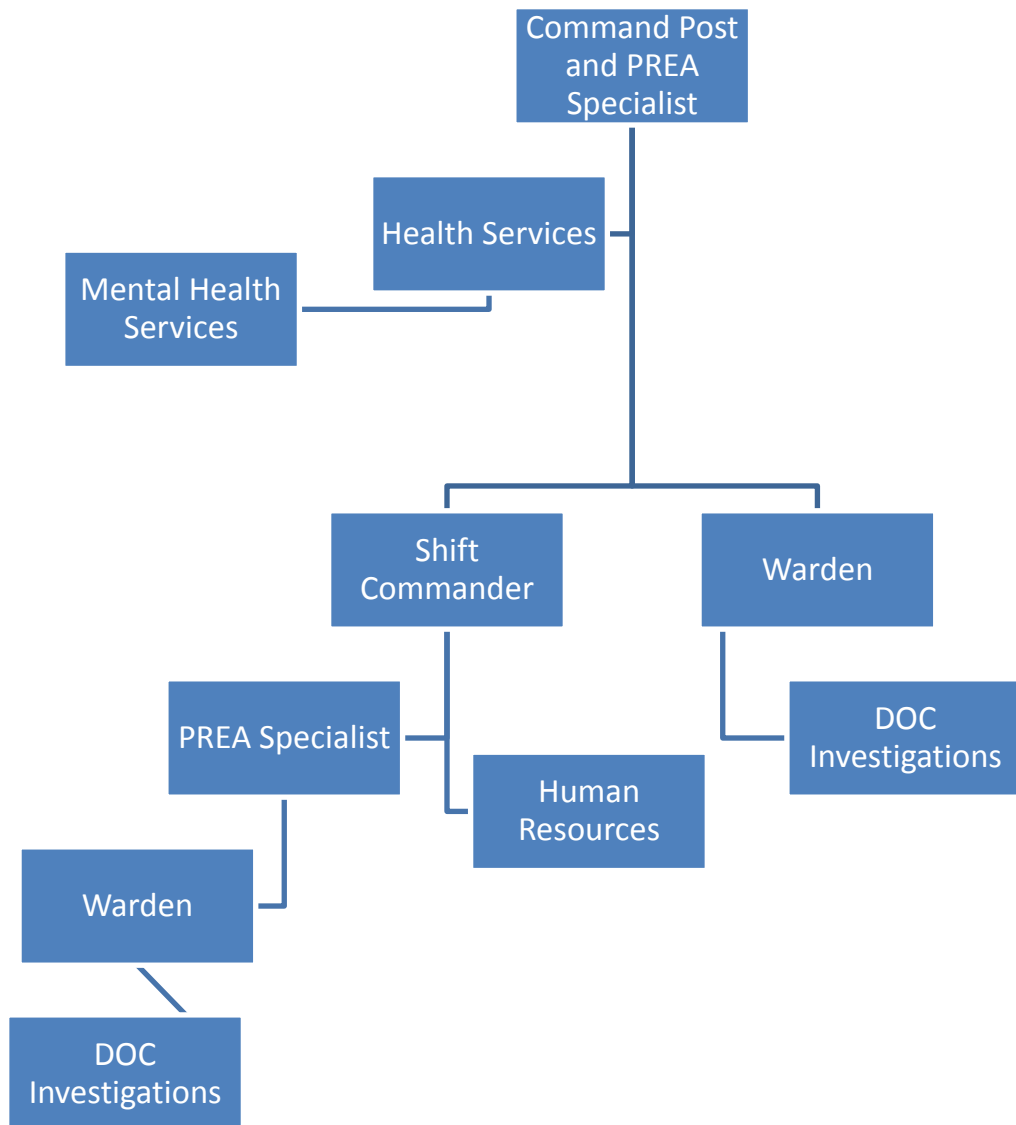 Command Post
and PREA
Specialist
Health Services
Mental Health
Services
Shift
Commander
Warden
PREA Specialist
DOC
Investigations
Human
Resources
Warden
DOC
Investigations